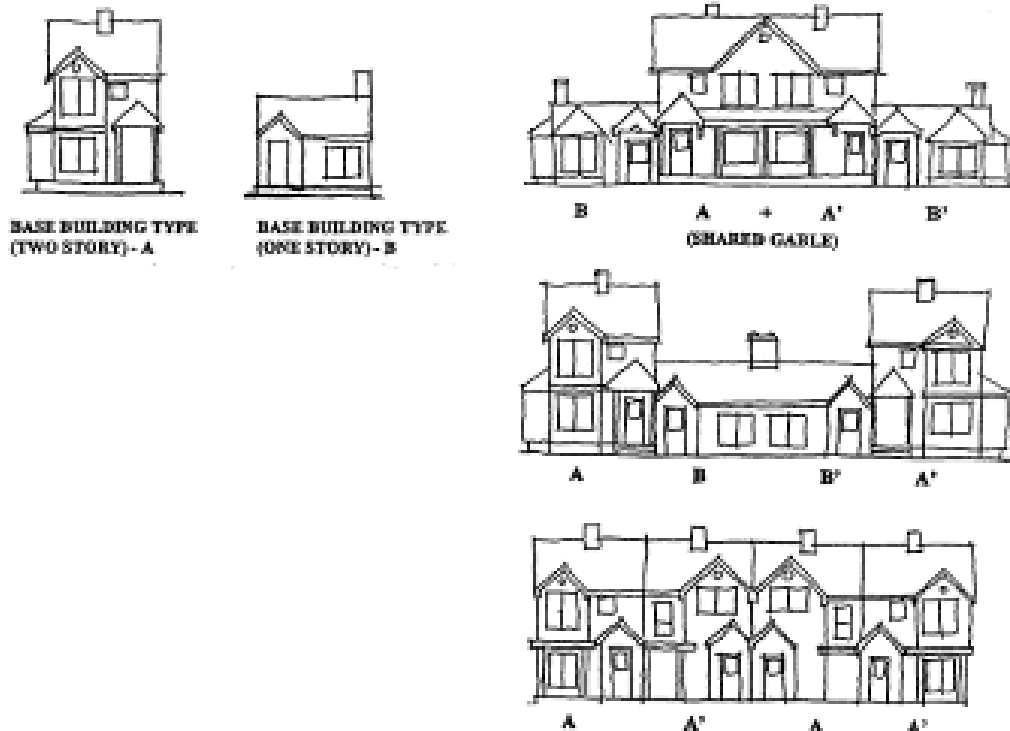 BASE BUILDING TYPE
(TWO STORY) - A
BASE BUILDING TYPE
(ONE STORY) - B
B A + A' B'
(SHARED GABLE)
A B B' A'
A A' A A'